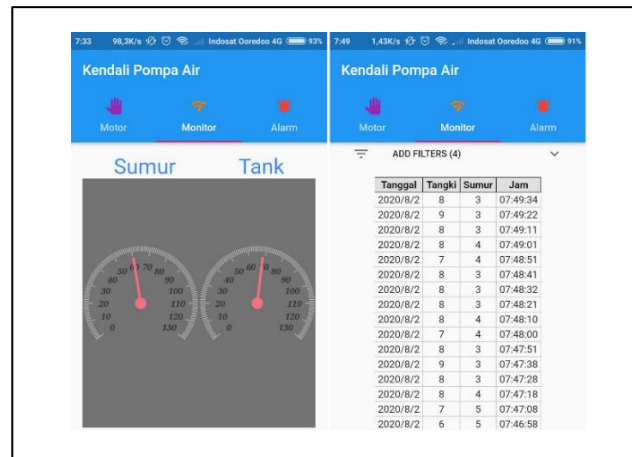 7:33 98,3K/s Indosat Ooredoo 4G 93%
Kendali Pompa Air
Motor Monitor Alarm
Sumur Tank
0 10 20 30 40 50 60 70 80 90 100 110 120 130
0 10 20 30 40 50 60 70 80 90 100 110 120 130
7:49 1,43K/s Indosat Ooredoo 4G 91%
Kendali Pompa Air
Motor Monitor Alarm
ADD FILTERS (4)
Tanggal Tangki Sumur Jam
2020/8/2 8 3 07:49:34
2020/8/2 9 3 07:49:22
2020/8/2 8 3 07:49:11
2020/8/2 8 4 07:49:01
2020/8/2 7 4 07:48:51
2020/8/2 8 3 07:48:41
2020/8/2 8 3 07:48:32
2020/8/2 8 3 07:48:21
2020/8/2 8 4 07:48:10
2020/8/2 7 4 07:48:00
2020/8/2 8 3 07:47:51
2020/8/2 9 3 07:47:38
2020/8/2 8 3 07:47:28
2020/8/2 8 4 07:47:18
2020/8/2 7 5 07:47:08
2020/8/2 6 5 07:46:58